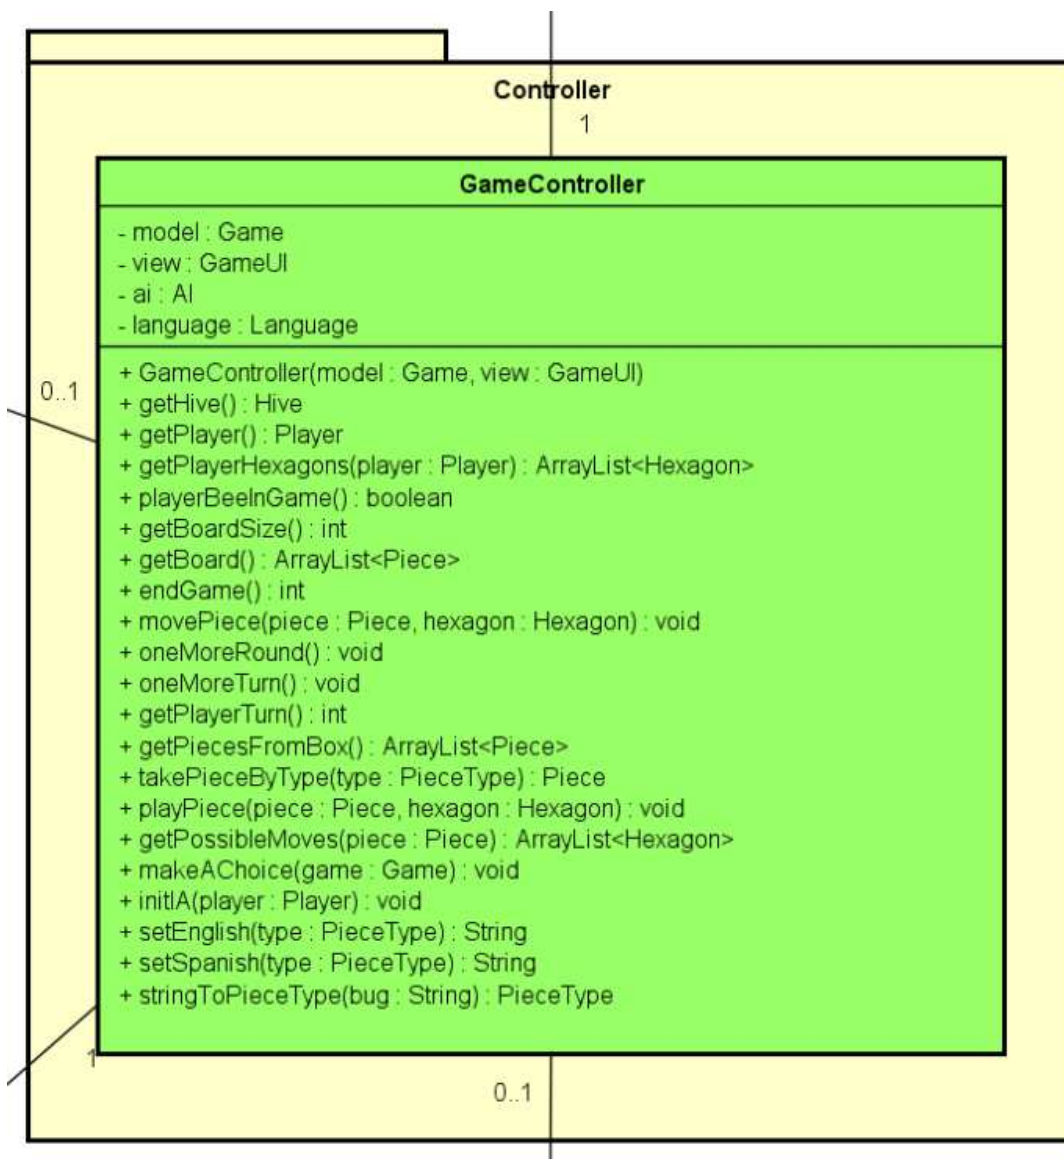 Controller
1
GameController
- model : Game
- view : GameUI
- ai : AI
- language : Language
0..1
+ GameController(model : Game, view : GameUI)
+ getHive() : Hive
+ getPlayer() : Player
+ getPlayerHexagons(player : Player) : ArrayList<Hexagon>
+ playerBeeInGame() : boolean
+ getBoardSize() : int
+ getBoard() : ArrayList<Piece>
+ endGame() : int
+ movePiece(piece : Piece, hexagon : Hexagon) : void
+ oneMoreRound() : void
+ oneMoreTurn() : void
+ getPlayerTurn() : int
+ getPiecesFromBox() : ArrayList<Piece>
+ takePieceByType(type : PieceType) : Piece
+ playPiece(piece : Piece, hexagon : Hexagon) : void
+ getPossibleMoves(piece : Piece) : ArrayList<Hexagon>
+ makeAChoice(game : Game) : void
+ initIA(player : Player) : void
+ setEnglish(type : PieceType) : String
+ setSpanish(type : PieceType) : String
+ stringToPieceType(bug : String) : PieceType
1
0..1